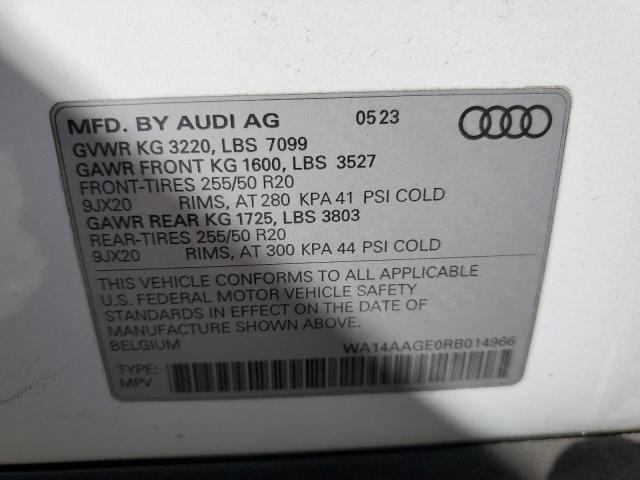 MFD. BY AUDI AG 05 23
GVWR KG 3220, LBS 7099
GAWR FRONT KG 1600, LBS 3527
FRONT-TIRES 255/50 R20
9JX20 RIMS, AT 280 KPA 41 PSI COLD
GAWR REAR KG 1725, LBS 3803
REAR-TIRES 255/50 R20
9JX20 RIMS, AT 300 KPA 44 PSI COLD
THIS VEHICLE CONFORMS TO ALL APPLICABLE
U.S. FEDERAL MOTOR VEHICLE SAFETY
STANDARDS IN EFFECT ON THE DATE OF
MANUFACTURE SHOWN ABOVE.
BELGIUM WA14AAGE0RB014966
TYPE:
MPV